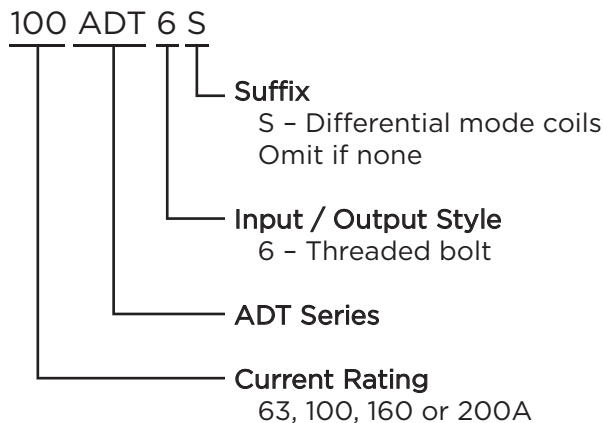 100 ADT 6 S
Suffix
S – Differential mode coils
Omit if none
Input / Output Style
6 – Threaded bolt
ADT Series
Current Rating
63, 100, 160 or 200A